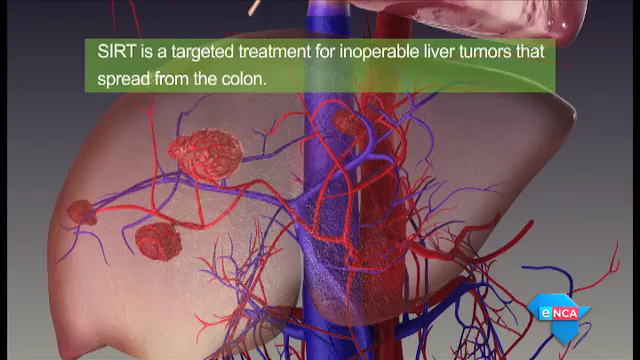 SIRT is a targeted treatment for inoperable liver tumors that
spread from the colon.
eNCA